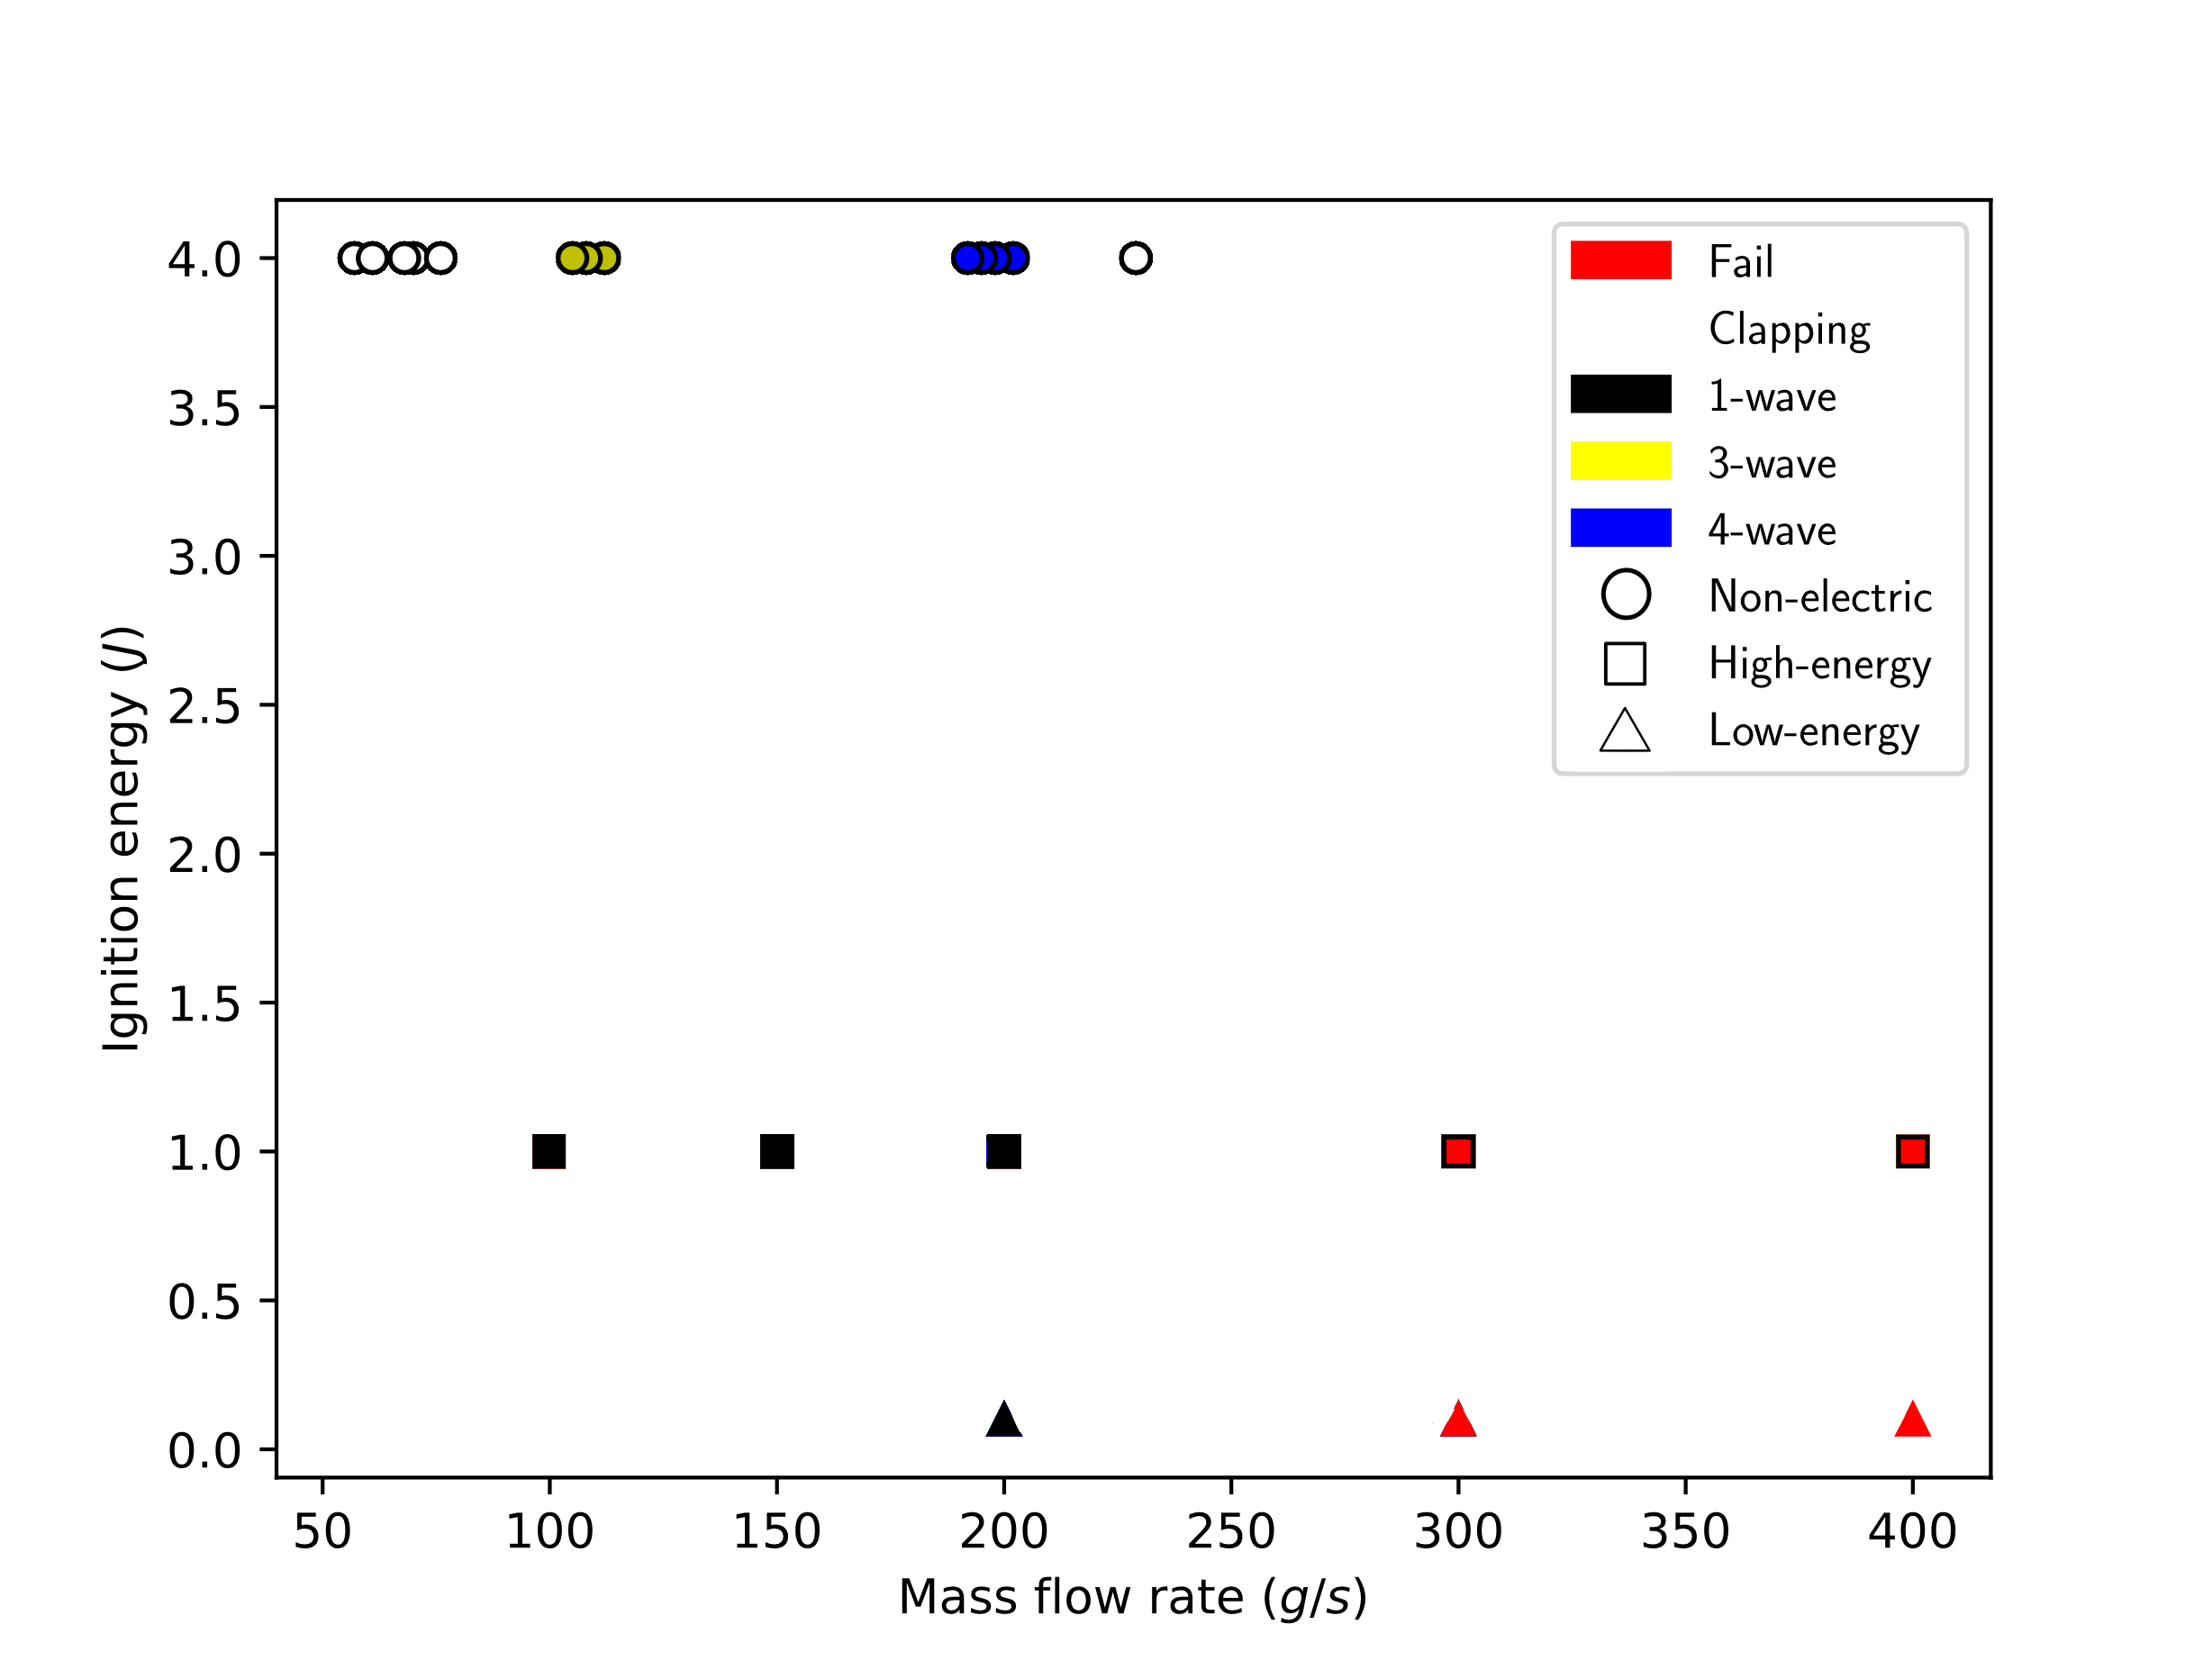 4.0
3.5
3.0
2.5
2.0
1.5
1.0
0.5
0.0
Ignition energy (J)
50 100 150 200 250 300 350 400
Mass flow rate (g/s)
Fail
Clapping
1-wave
3-wave
4-wave
Non-electric
High-energy
Low-energy